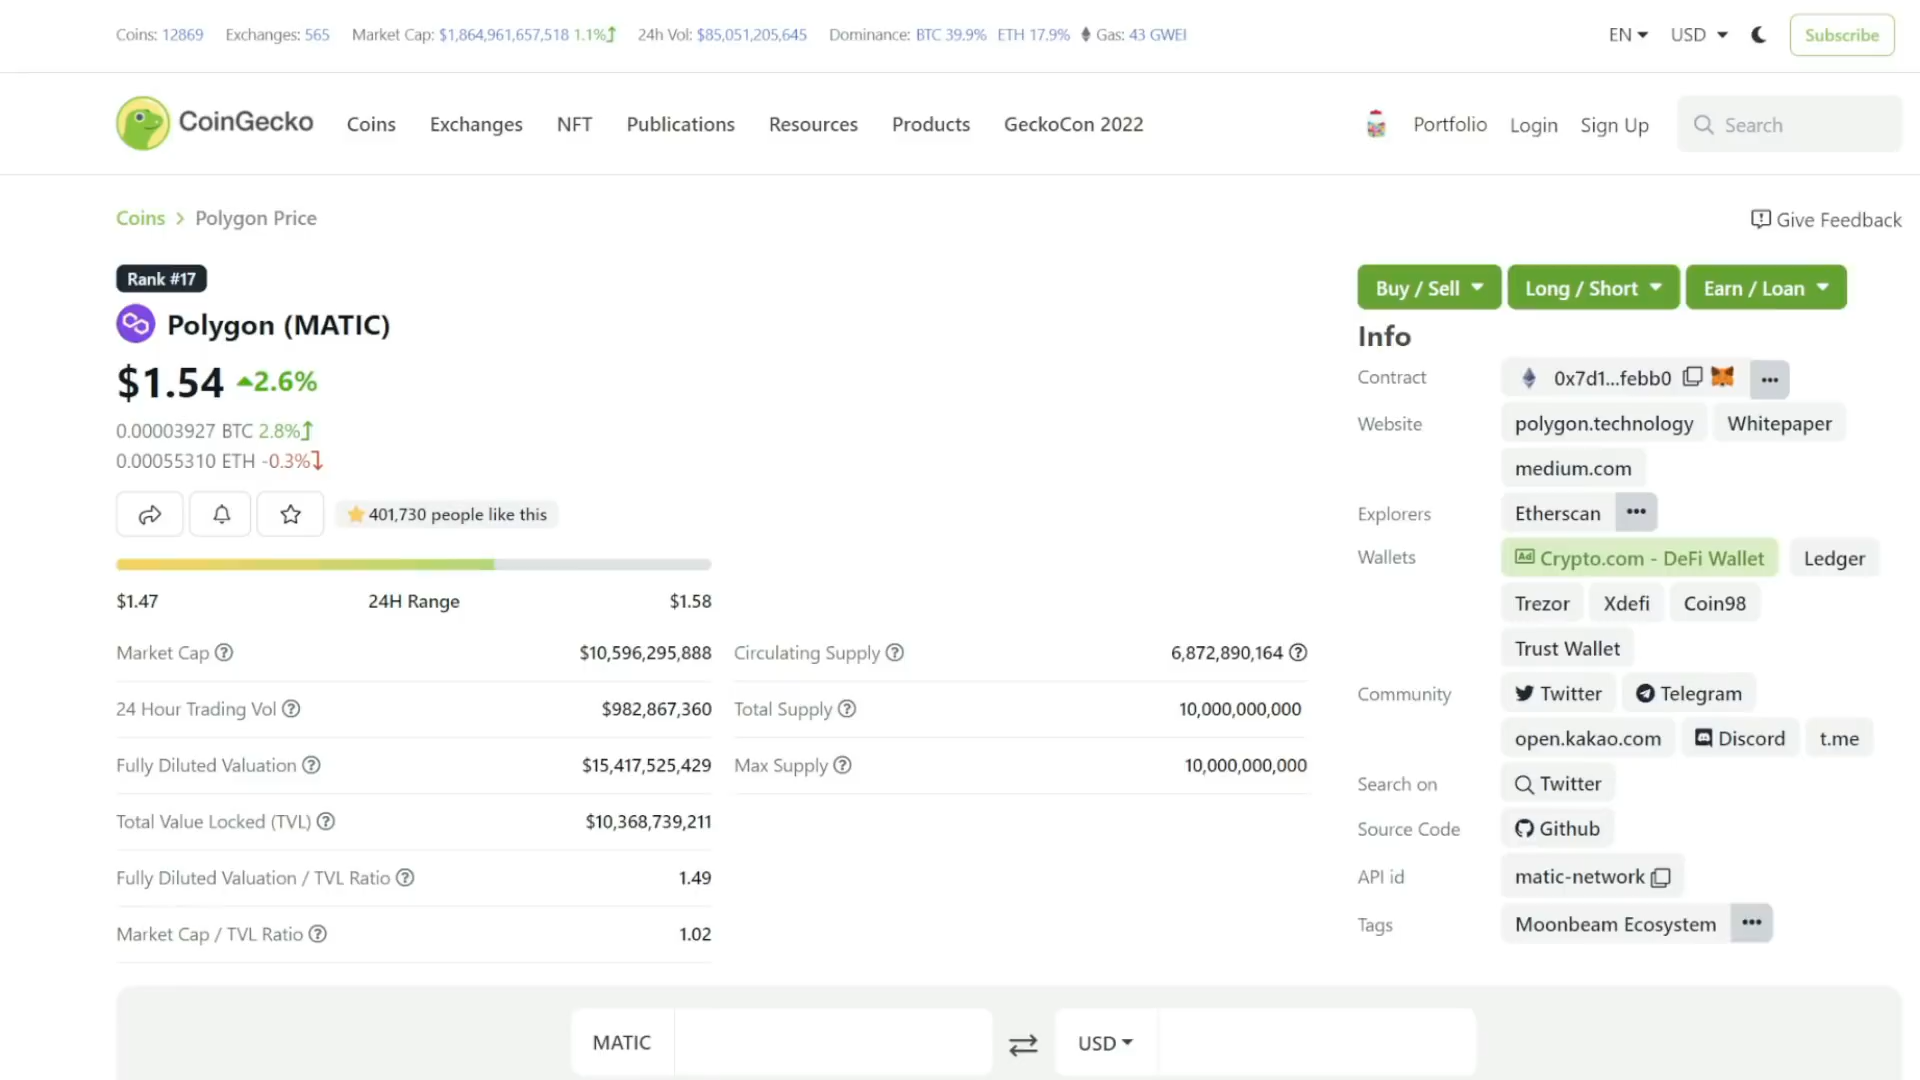 Coins: 12869 Exchanges: 565 Market Cap: $1,864,961,657,518 1.1% 24h Vol: $85,051,205,645 Dominance: BTC 39.9% ETH 17.9% Gas: 43 GWEI EN USD Subscribe
CoinGecko Coins Exchanges NFT Publications Resources Products GeckoCon 2022 Portfolio Login Sign Up Search
Coins > Polygon Price Give Feedback
Rank #17
Polygon (MATIC)
$1.54 2.6%
0.00003927 BTC 2.8%
0.00055310 ETH -0.3%
401,730 people like this
$1.47 24H Range $1.58
Market Cap $10,596,295,888
24 Hour Trading Vol $982,867,360
Fully Diluted Valuation $15,417,525,429
Total Value Locked (TVL) $10,368,739,211
Fully Diluted Valuation / TVL Ratio 1.49
Market Cap / TVL Ratio 1.02
Circulating Supply 6,872,890,164
Total Supply 10,000,000,000
Max Supply 10,000,000,000
Buy / Sell Long / Short Earn / Loan
Info
Contract 0x7d1...febb0 ...
Website polygon.technology Whitepaper
medium.com
Explorers Etherscan ...
Wallets Ad Crypto.com - DeFi Wallet Ledger
Trezor Xdefi Coin98
Trust Wallet
Community Twitter Telegram
open.kakao.com Discord t.me
Search on Twitter
Source Code Github
API id matic-network
Tags Moonbeam Ecosystem ...
MATIC USD